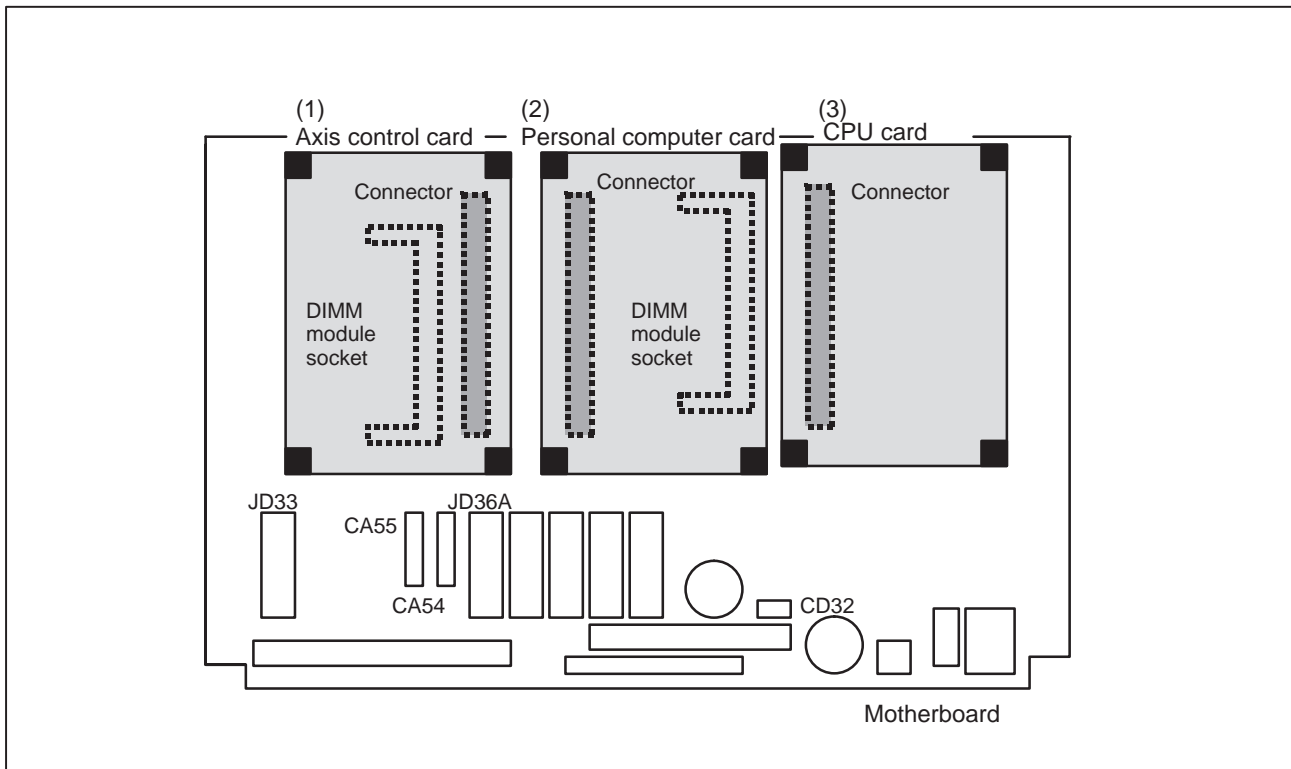 (1)
Axis control card
(2)
Personal computer card
(3)
CPU card
Connector
DIMM
module
socket
Connector
DIMM
module
socket
Connector
JD33
CA55
JD36A
CA54
CD32
Motherboard